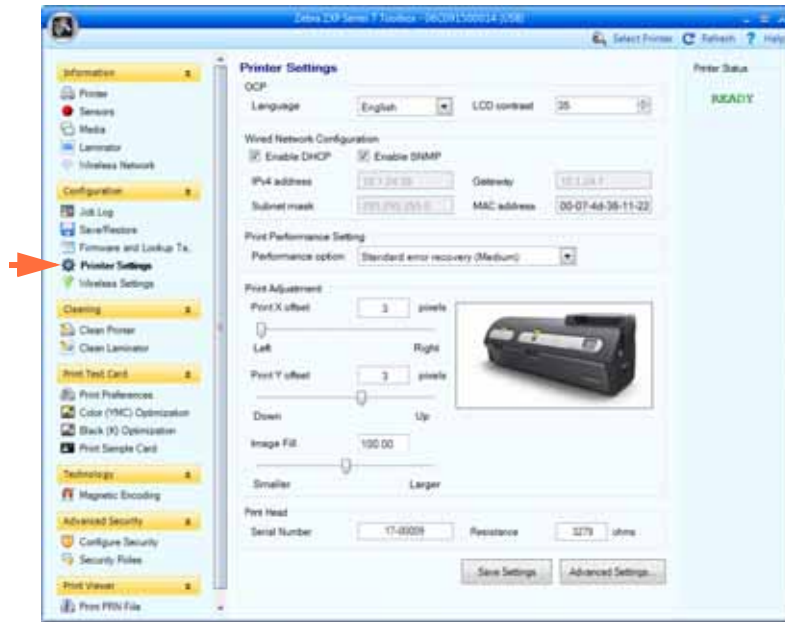 Zebra ZXP Series 7 Toolbox - 06C091500014 (USB)
Select Printer Refresh ? Help
Information
Printer
Sensors
Media
Laminator
Wireless Network
Configuration
Job Log
Save/Restore
Firmware and Lookup Ta..
Printer Settings
Wireless Settings
Cleaning
Clean Printer
Clean Laminator
Print Test Card
Print Preferences
Color (YMC) Optimization
Black (K) Optimization
Print Sample Card
Technology
Magnetic Encoding
Advanced Security
Configure Security
Security Roles
Print Viewer
Print PRN File
Printer Settings
OCP
Language English LCD contrast 35
Wired Network Configuration
Enable DHCP Enable SNMP
IPv4 address Gateway
Subnet mask MAC address 00-07-4d-36-11-22
Print Performance Setting
Performance option Standard error recovery (Medium)
Print Adjustment
Print X offset 3 pixels
Left Right
Print Y offset 3 pixels
Down Up
Image Fill 100.00
Smaller Larger
Print Head
Serial Number 17-00009 Resistance 3279 ohms
Save Settings Advanced Settings...
Printer Status
READY